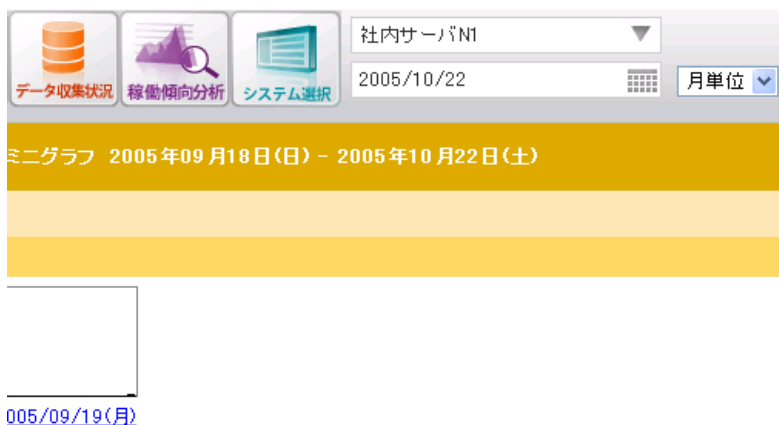 社内サーバN1
2005/10/22
月単位
データ収集状況
稼働傾向分析
システム選択
ミニグラフ 2005年09月18日(日) - 2005年10月22日(土)
005/09/19(月)